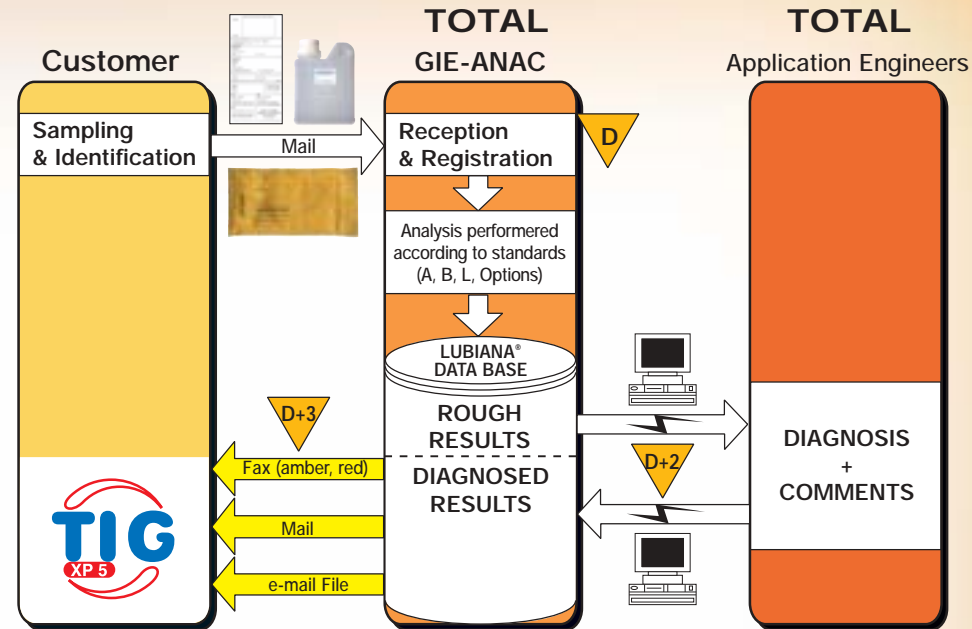 Customer
TOTAL
GIE-ANAC
TOTAL
Application Engineers
Sampling
& Identification
Mail
Reception
& Registration
D
Analysis performered
according to standards
(A, B, L, Options)
LUBIANA®
DATA BASE
ROUGH
RESULTS
DIAGNOSED
RESULTS
DIAGNOSIS
+
COMMENTS
D+2
D+3
Fax (amber, red)
Mail
e-mail File
TIG
XP 5